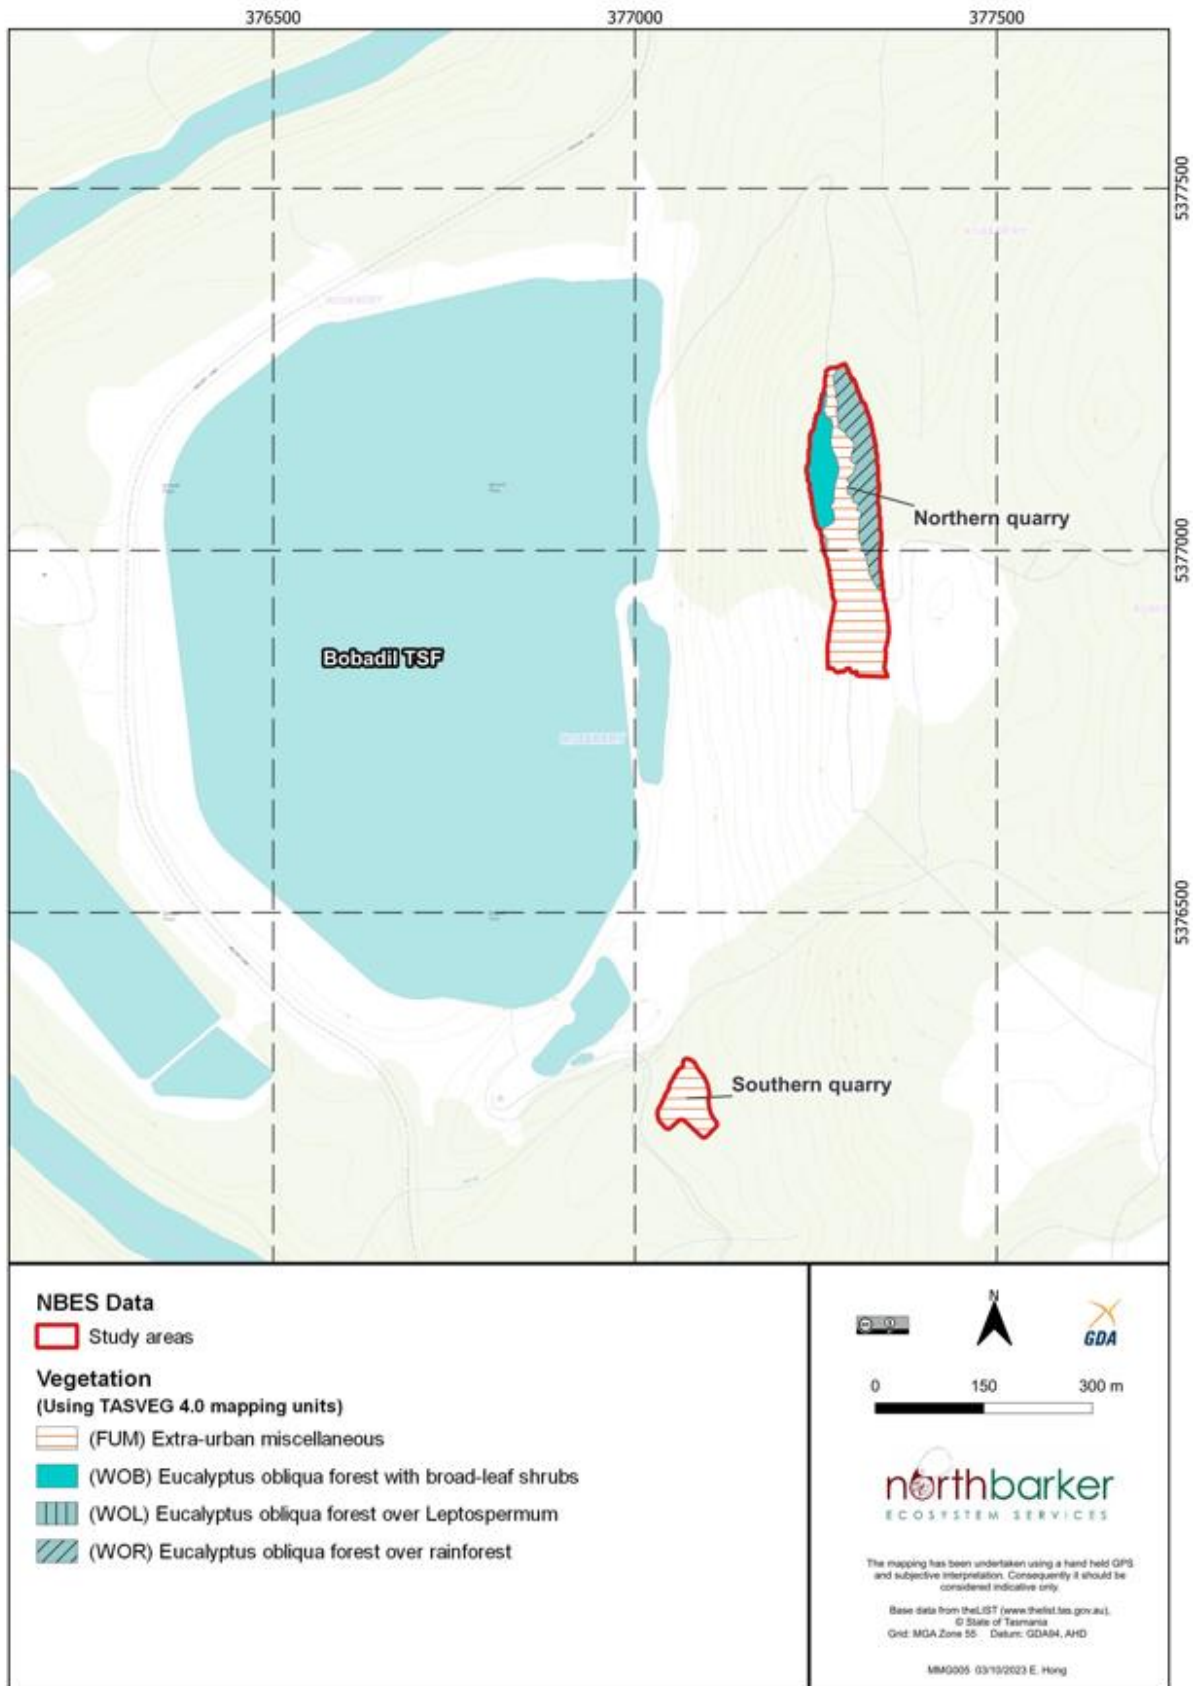 376500
377000
377500
5377500
Northern quarry
5377000
Bobadil TSF
5376500
Southern quarry
NBES Data
Study areas
Vegetation
(Using TASVEG 4.0 mapping units)
(FUM) Extra-urban miscellaneous
(WOB) Eucalyptus obliqua forest with broad-leaf shrubs
(WOL) Eucalyptus obliqua forest over Leptospermum
(WOR) Eucalyptus obliqua forest over rainforest
N
GDA
0 150 300 m
northbarker
ECOSYSTEM SERVICES
The mapping has been undertaken using a hand held GPS
and subjective interpretation. Consequently it should be
considered indicative only.
Base data from theLIST (www.thelist.tas.gov.au),
© State of Tasmania
Grid: MGA Zone 55 Datum: GDA94, AHD
MMG005 03/10/2023 E. Hong